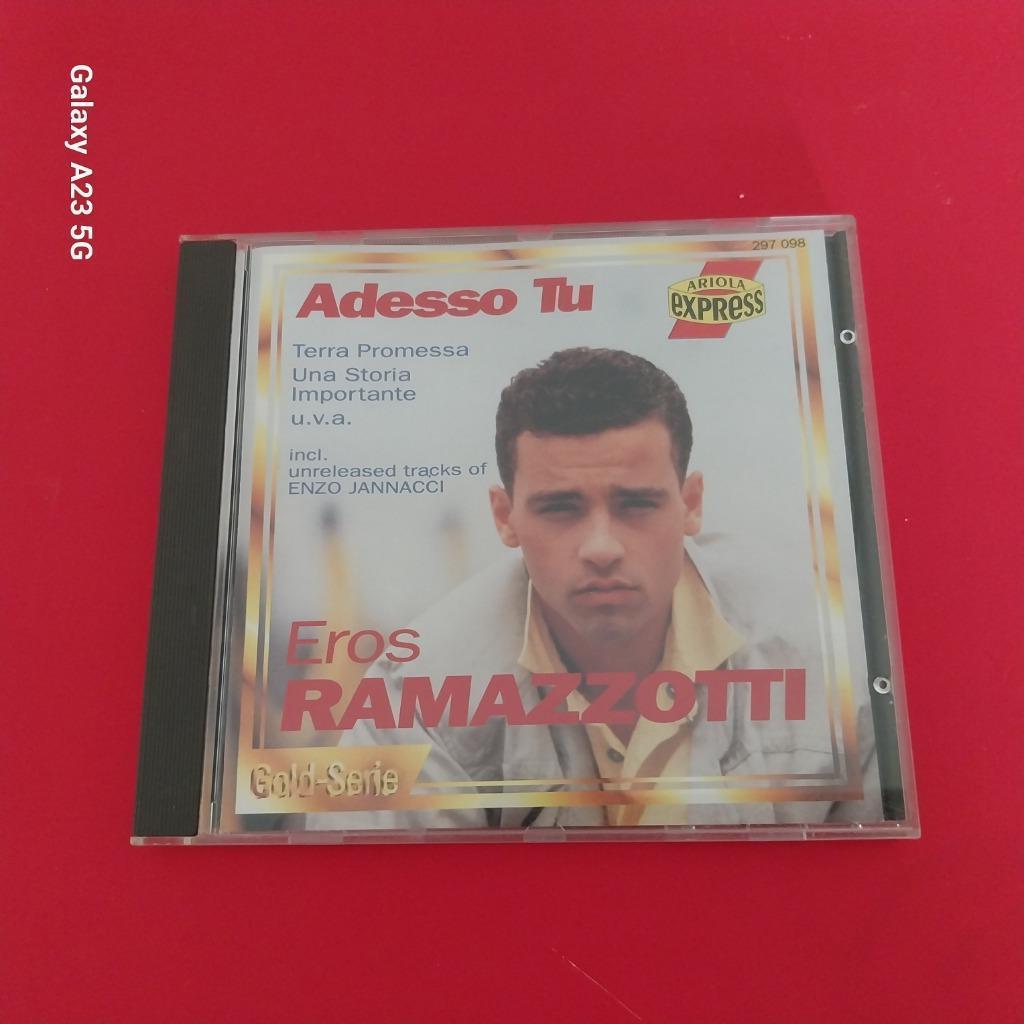 Galaxy A23 5G
297 098
Adesso Tu
ARIOLA
EXPRESS
Terra Promessa
Una Storia
Importante
u.v.a.
incl.
unreleased tracks of
ENZO JANNACCI
Eros
RAMAZZOTTI
Gold-Serie